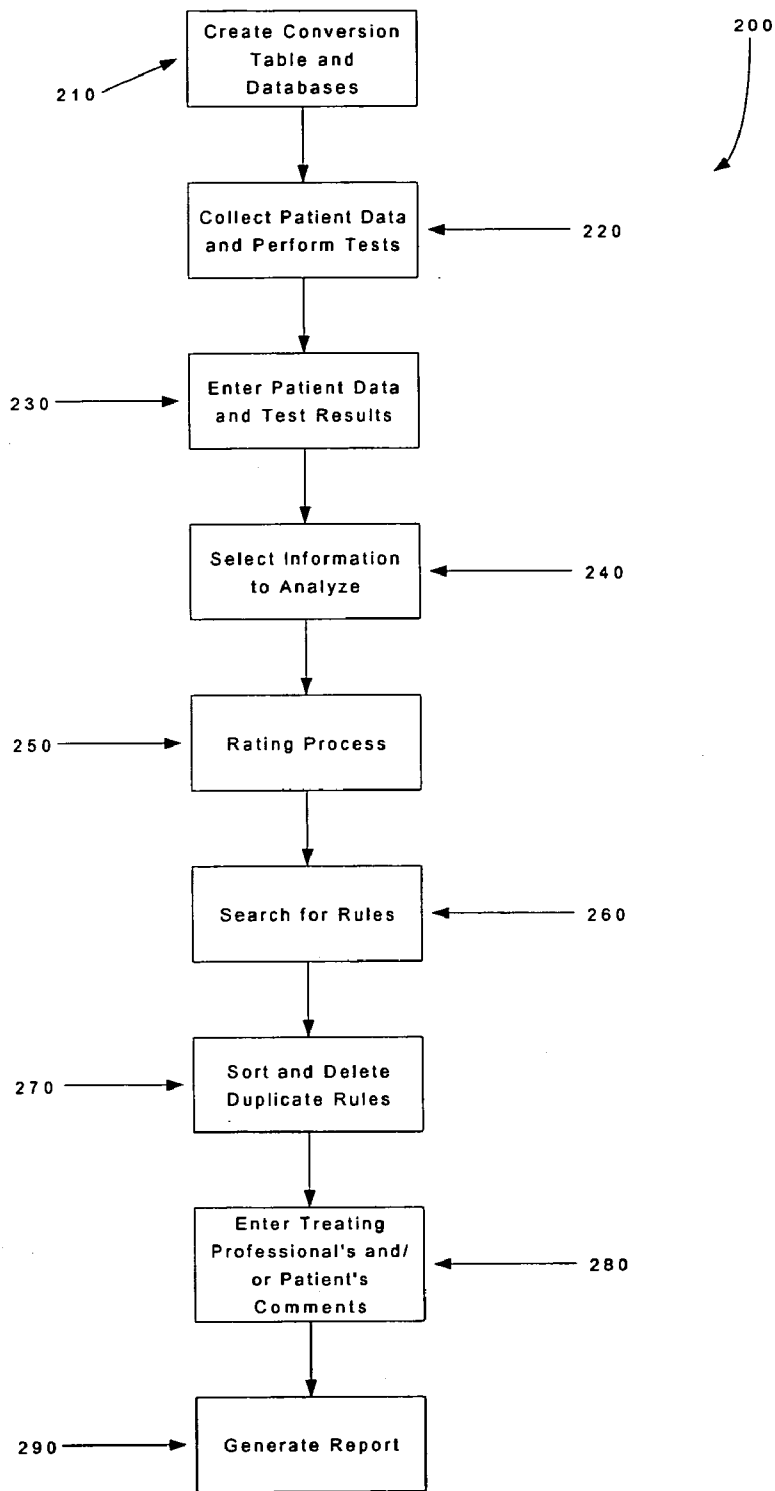 Create Conversion
Table and
Databases
200
210
Collect Patient Data
and Perform Tests
220
Enter Patient Data
and Test Results
230
Select Information
to Analyze
240
Rating Process
250
Search for Rules
260
Sort and Delete
Duplicate Rules
270
Enter Treating
Professional's and/
or Patient's
Comments
280
Generate Report
290